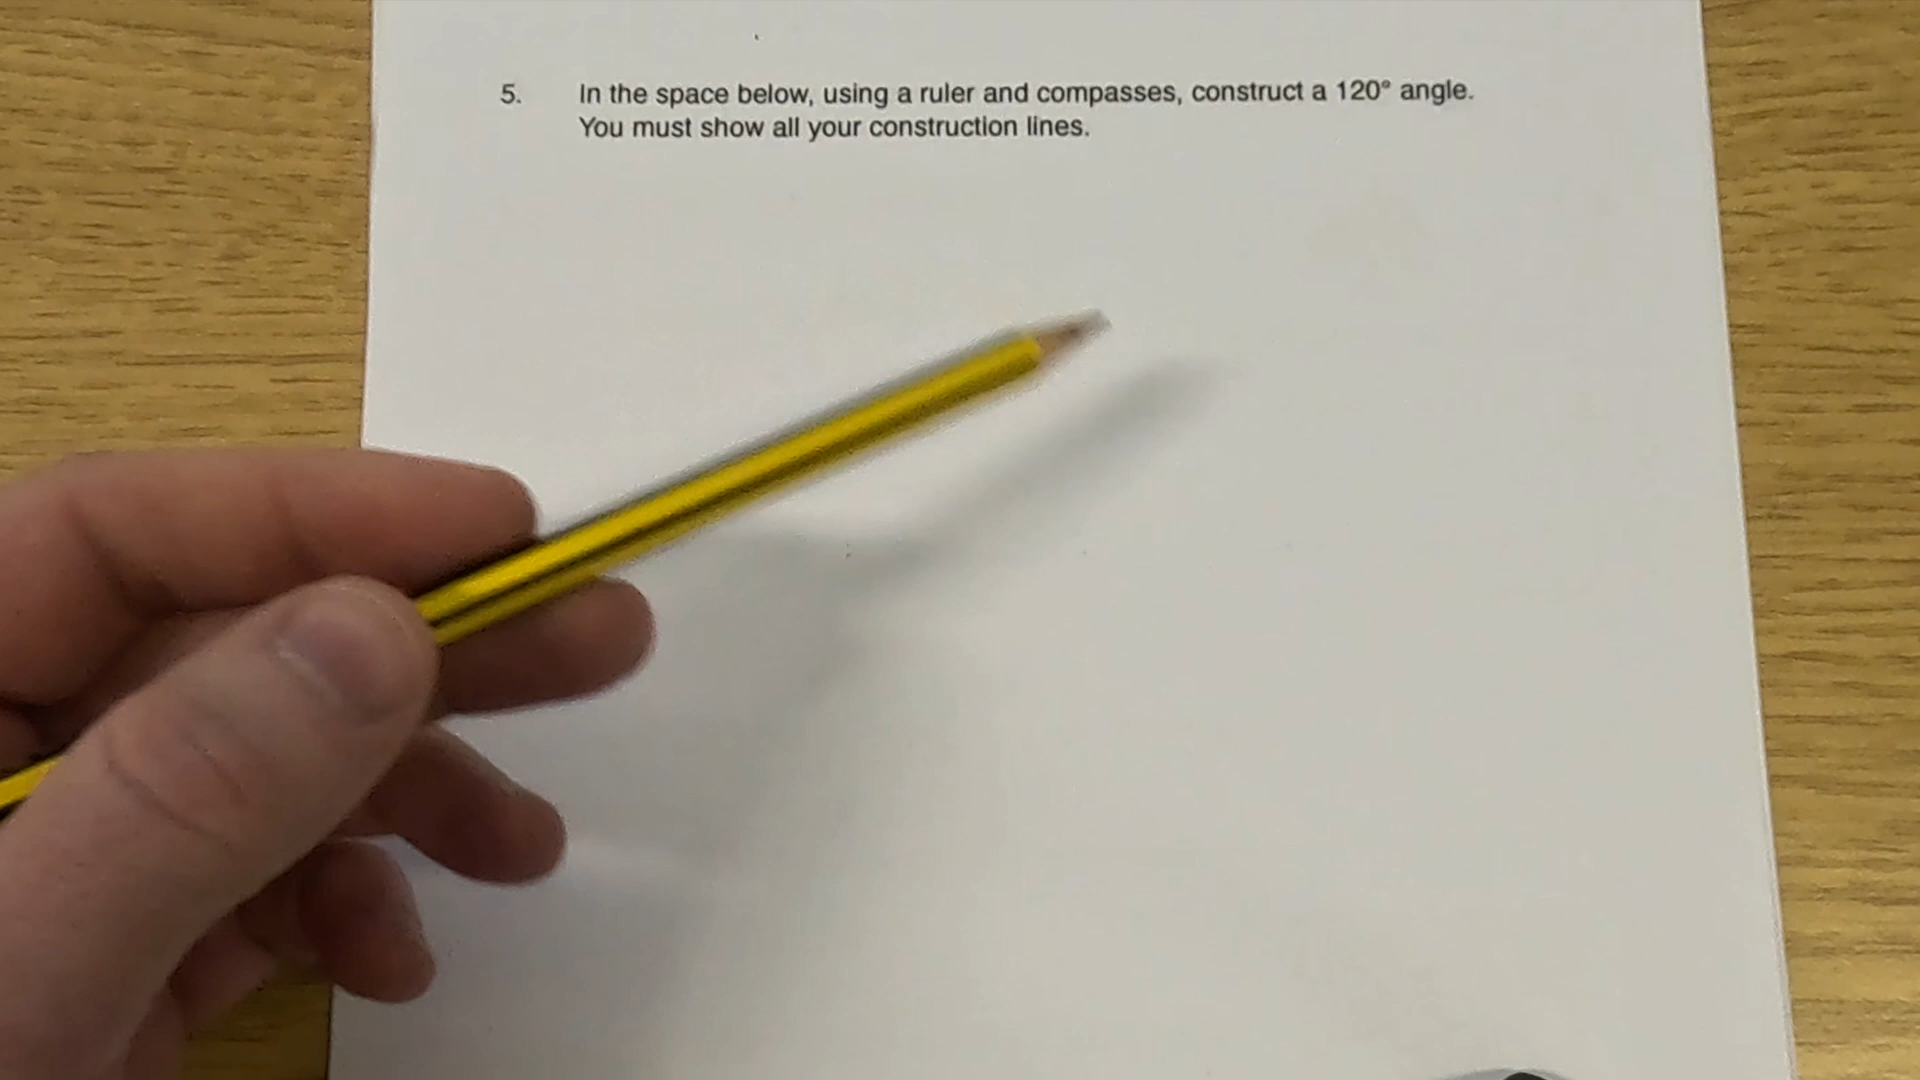 5. In the space below, using a ruler and compasses, construct a 120° angle.
You must show all your construction lines.